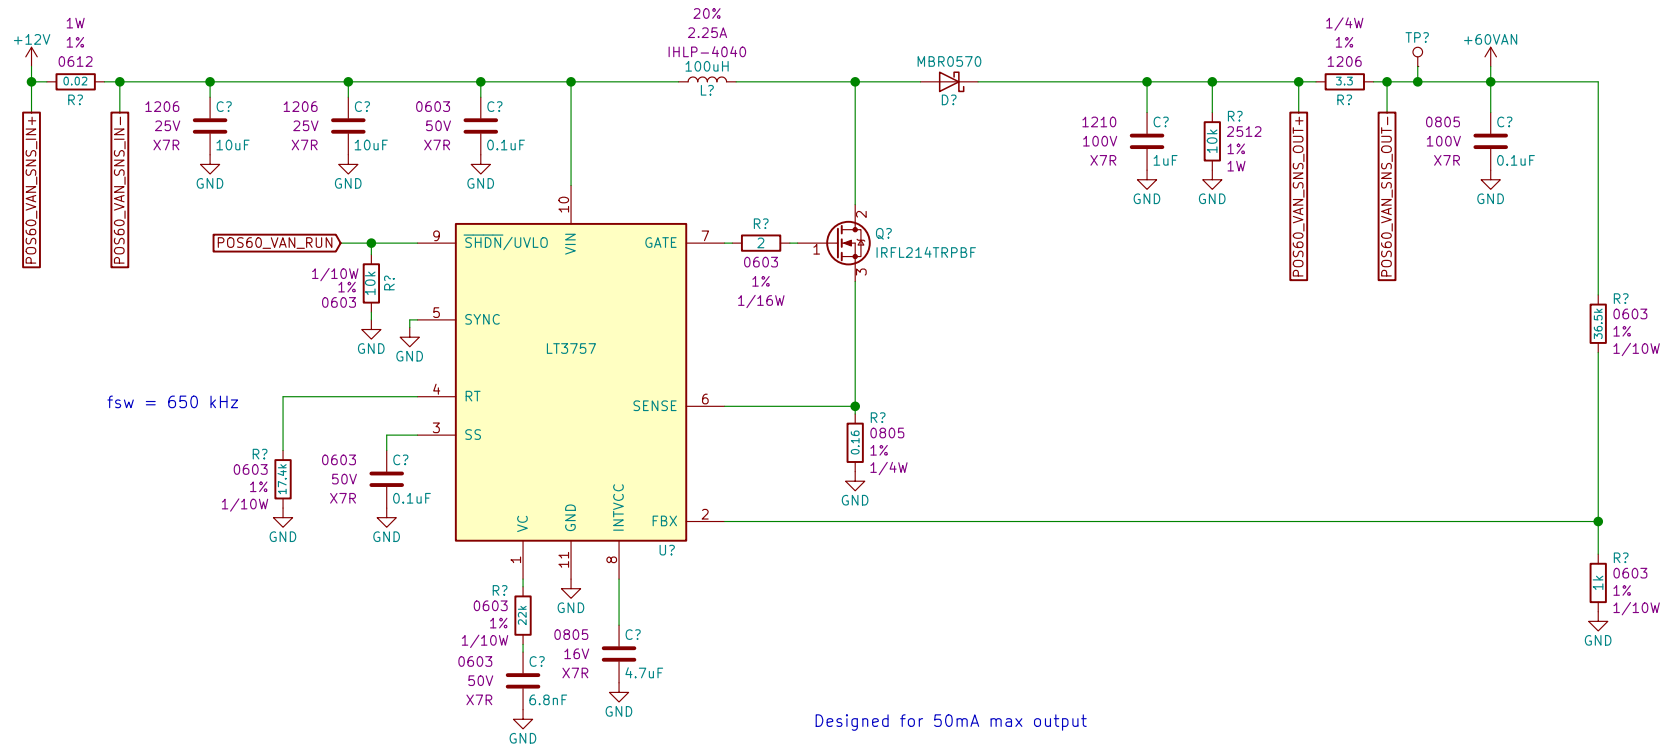 +12V
1W
1%
0612
0.02
R?
POS60_VAN_SNS_IN+
POS60_VAN_SNS_IN-
1206
25V
X7R
C?
10uF
GND
1206
25V
X7R
C?
10uF
GND
0603
50V
X7R
C?
0.1uF
GND
20%
2.25A
IHLP-4040
100uH
L?
MBR0570
D?
1210
100V
X7R
C?
1uF
GND
R?
2512
1%
1W
10k
GND
POS60_VAN_SNS_OUT+
1/4W
1%
1206
3.3
R?
POS60_VAN_SNS_OUT-
TP?
+60VAN
0805
100V
X7R
C?
0.1uF
GND
POS60_VAN_RUN
1/10W
1%
0603
10k
R?
GND
GND
9
SHDN/UVLO
5
SYNC
4
RT
3
SS
10
VIN
LT3757
GATE
7
SENSE
6
FBX
2
VC
1
GND
11
INTVCC
8
U?
R?
2
0603
1%
1/16W
1
2
3
Q?
IRFL214TRPBF
R?
0805
1%
1/4W
0.16
GND
fsw = 650 kHz
R?
0603
1%
1/10W
17.4k
GND
0603
50V
X7R
C?
0.1uF
GND
R?
0603
1%
1/10W
22k
0603
50V
X7R
C?
6.8nF
GND
GND
0805
16V
X7R
C?
4.7uF
GND
R?
0603
1%
1/10W
36.5k
R?
0603
1%
1/10W
1k
GND
Designed for 50mA max output